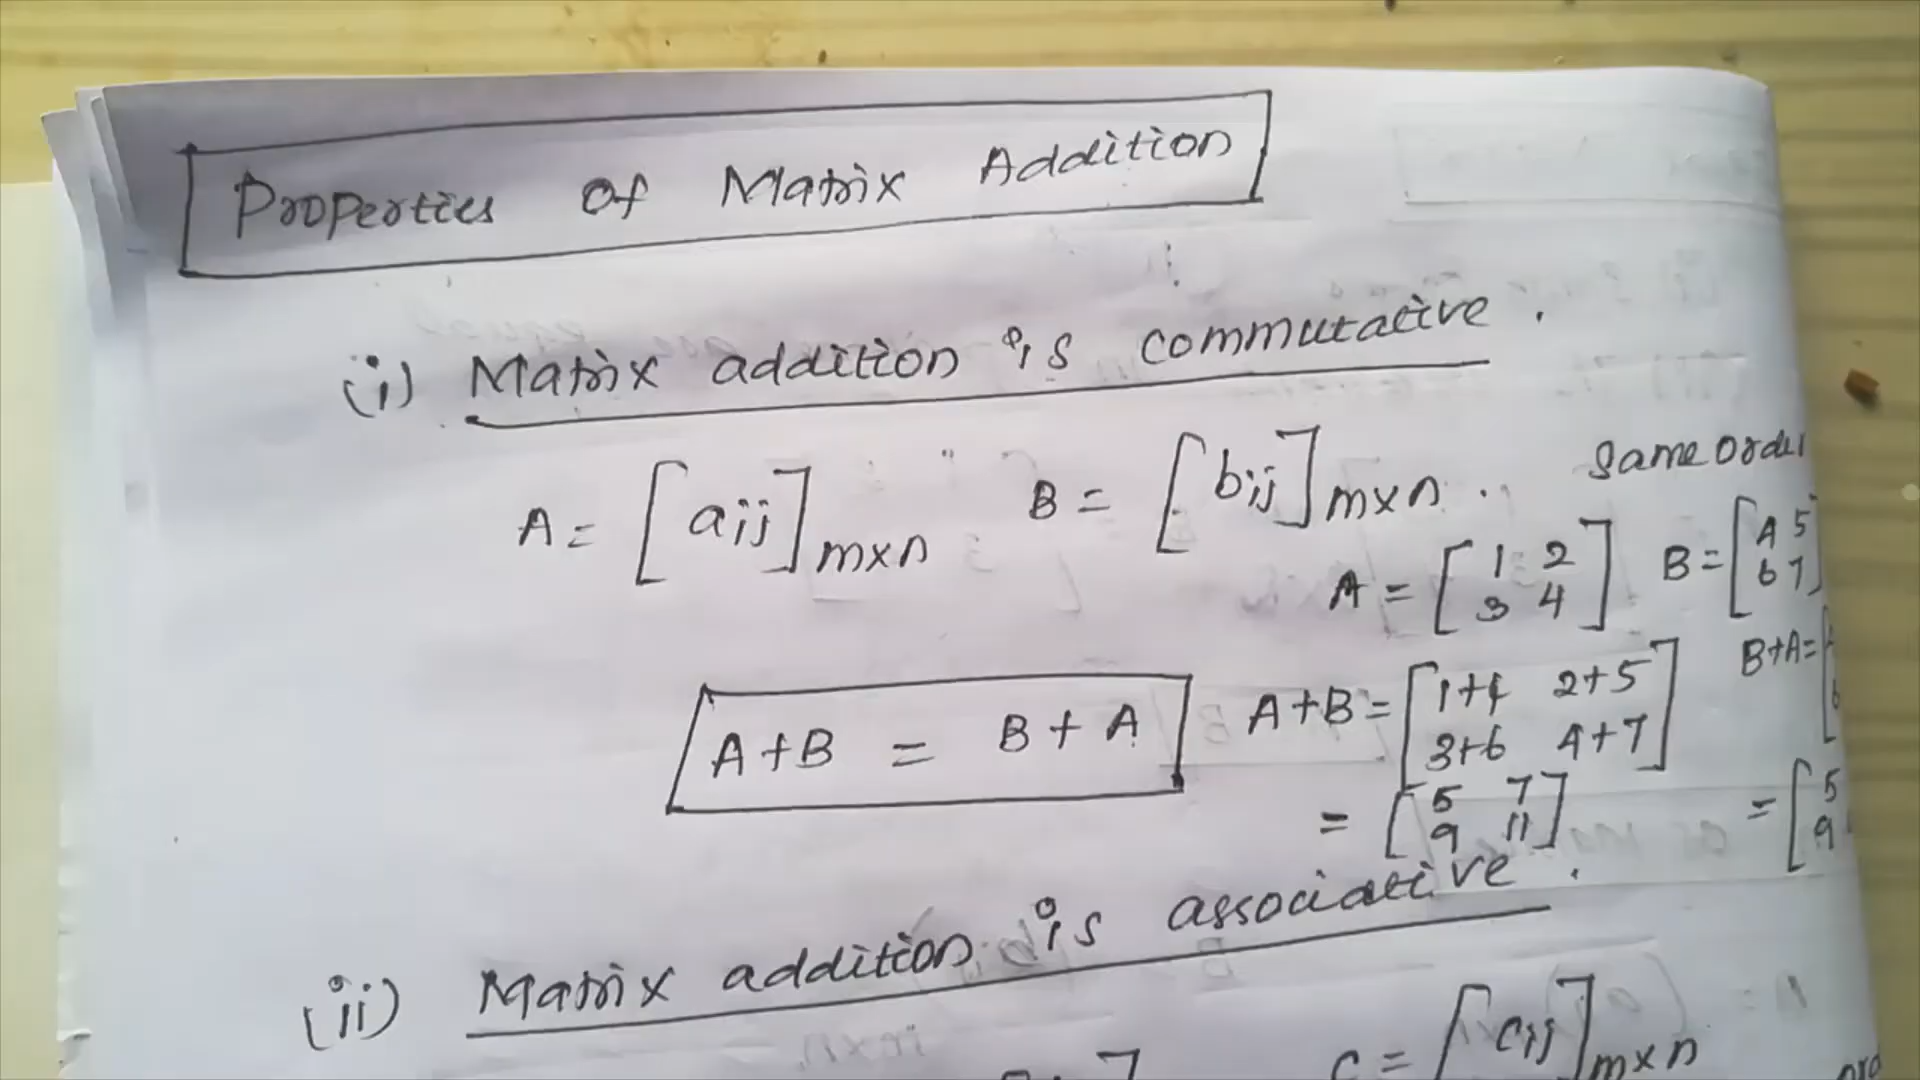 Properties of Matrix Addition
(i) Matrix addition is commutative.
A = [aij]m×n B = [bij]m×n. Same order
A = [1 2
3 4] B = [4 5
6 7]
A+B = B+A
A+B = [1+4 2+5
3+6 4+7]
B+A=
= [5 7
9 11]
= [5
9
(ii) Matrix addition is associative.
C = [cij]m×n